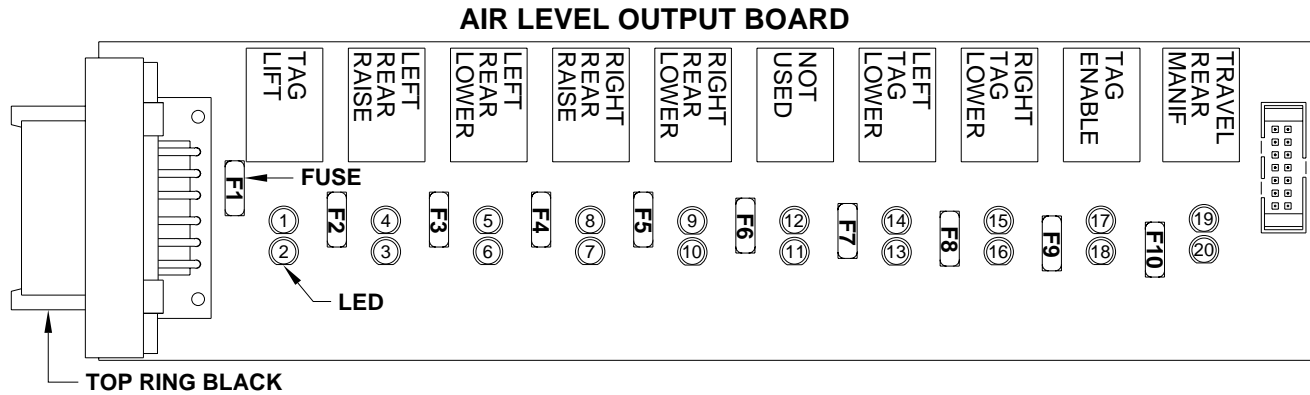 AIR LEVEL OUTPUT BOARD
TAG
LIFT
LEFT
REAR
RAISE
LEFT
REAR
LOWER
RIGHT
REAR
RAISE
RIGHT
REAR
LOWER
NOT
USED
LEFT
TAG
LOWER
RIGHT
TAG
LOWER
TAG
ENABLE
TRAVEL
REAR
MANIF
F1
FUSE
F2
F3
F4
F5
F6
F7
F8
F9
F10
1
4
5
8
9
12
14
15
17
19
2
3
6
7
10
11
13
16
18
20
LED
TOP RING BLACK